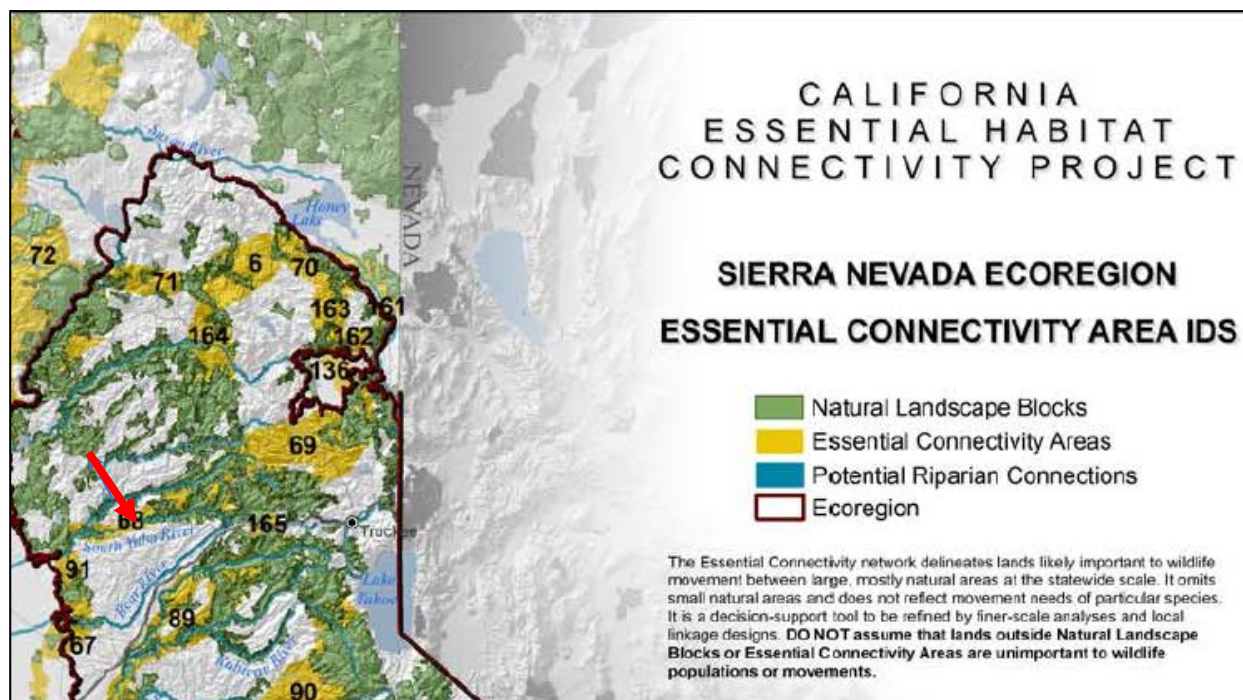 CALIFORNIA
ESSENTIAL HABITAT
CONNECTIVITY PROJECT
SIERRA NEVADA ECOREGION
ESSENTIAL CONNECTIVITY AREA IDS
Natural Landscape Blocks
Essential Connectivity Areas
Potential Riparian Connections
Ecoregion
The Essential Connectivity network delineates lands likely important to wildlife
movement between large, mostly natural areas at the statewide scale. It omits
small natural areas and does not reflect movement needs of particular species.
It is a decision-support tool to be refined by finer-scale analyses and local
linkage designs. DO NOT assume that lands outside Natural Landscape
Blocks or Essential Connectivity Areas are unimportant to wildlife
populations or movements.
Susan River
NEVADA
Honey
Lake
72
71
6
70
163
161
164
162
136
69
South Yuba River
165
Truckee
91
Bear River
Lake
Tahoe
89
67
Rubicon River
90